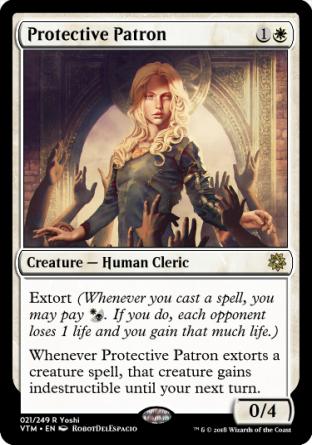 Protective Patron 1
Creature — Human Cleric
Extort (Whenever you cast a spell, you
may pay . If you do, each opponent
loses 1 life and you gain that much life.)
Whenever Protective Patron extorts a
creature spell, that creature gains
indestructible until your next turn.
0/4
021/249 R Yoshi
VTM • EN RobotDelEspacio
™ & © 2018 Wizards of the Coast